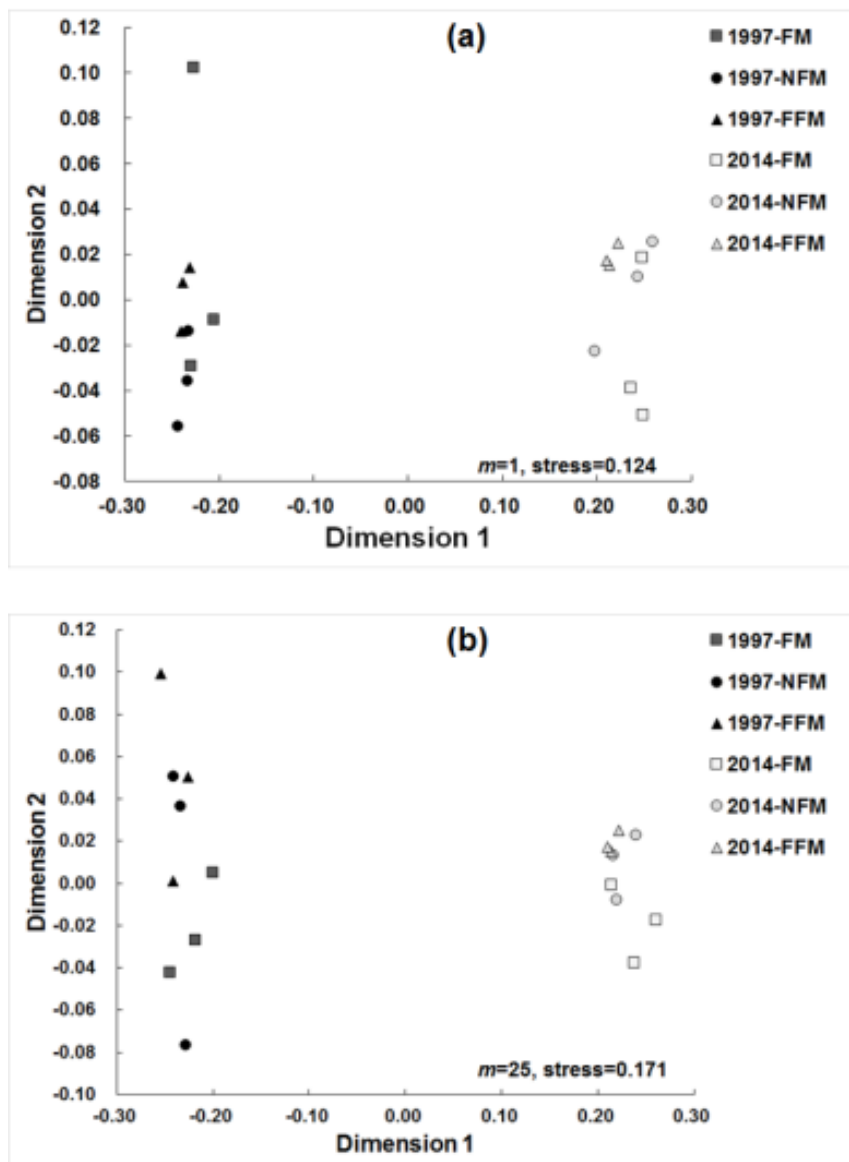 (a)
1997-FM
1997-NFM
1997-FFM
2014-FM
2014-NFM
2014-FFM
0.12
0.10
0.08
0.06
0.04
0.02
0.00
-0.02
-0.04
-0.06
-0.08
Dimension 2
m=1, stress=0.124
-0.30 -0.20 -0.10 0.00 0.10 0.20 0.30
Dimension 1
(b)
1997-FM
1997-NFM
1997-FFM
2014-FM
2014-NFM
2014-FFM
0.12
0.10
0.08
0.06
0.04
0.02
0.00
-0.02
-0.04
-0.06
-0.08
-0.10
Dimension 2
m=25, stress=0.171
-0.30 -0.20 -0.10 0.00 0.10 0.20 0.30
Dimension 1